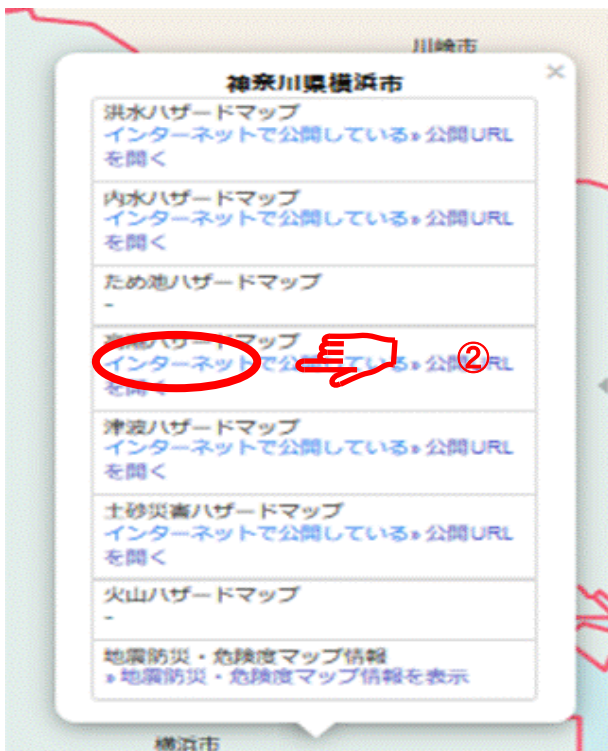 川崎市
神奈川県横浜市
×
洪水ハザードマップ
インターネットで公開している» 公開URL
を開く
内水ハザードマップ
インターネットで公開している» 公開URL
を開く
ため池ハザードマップ
-
高潮ハザードマップ
インターネットで公開している» 公開URL
②
を開く
津波ハザードマップ
インターネットで公開している» 公開URL
を開く
土砂災害ハザードマップ
インターネットで公開している» 公開URL
を開く
火山ハザードマップ
-
地震防災・危険度マップ情報
» 地震防災・危険度マップ情報を表示
横浜市